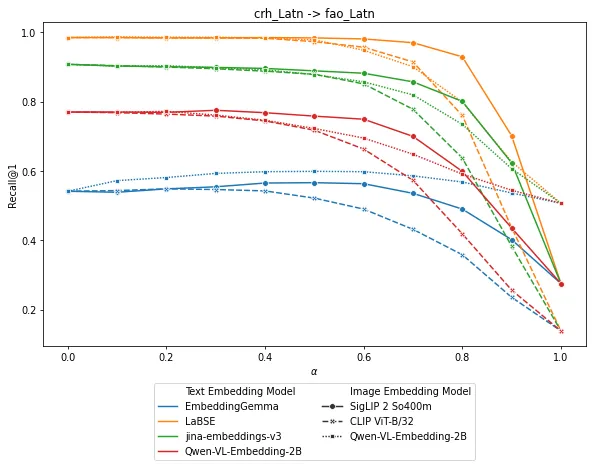 crh_Latn -> fao_Latn
Recall@1
1.0
0.8
0.6
0.4
0.2
0.0 0.2 0.4 0.6 0.8 1.0
α
Text Embedding Model Image Embedding Model
EmbeddingGemma SigLIP 2 So400m
LaBSE CLIP ViT-B/32
jina-embeddings-v3 Qwen-VL-Embedding-2B
Qwen-VL-Embedding-2B